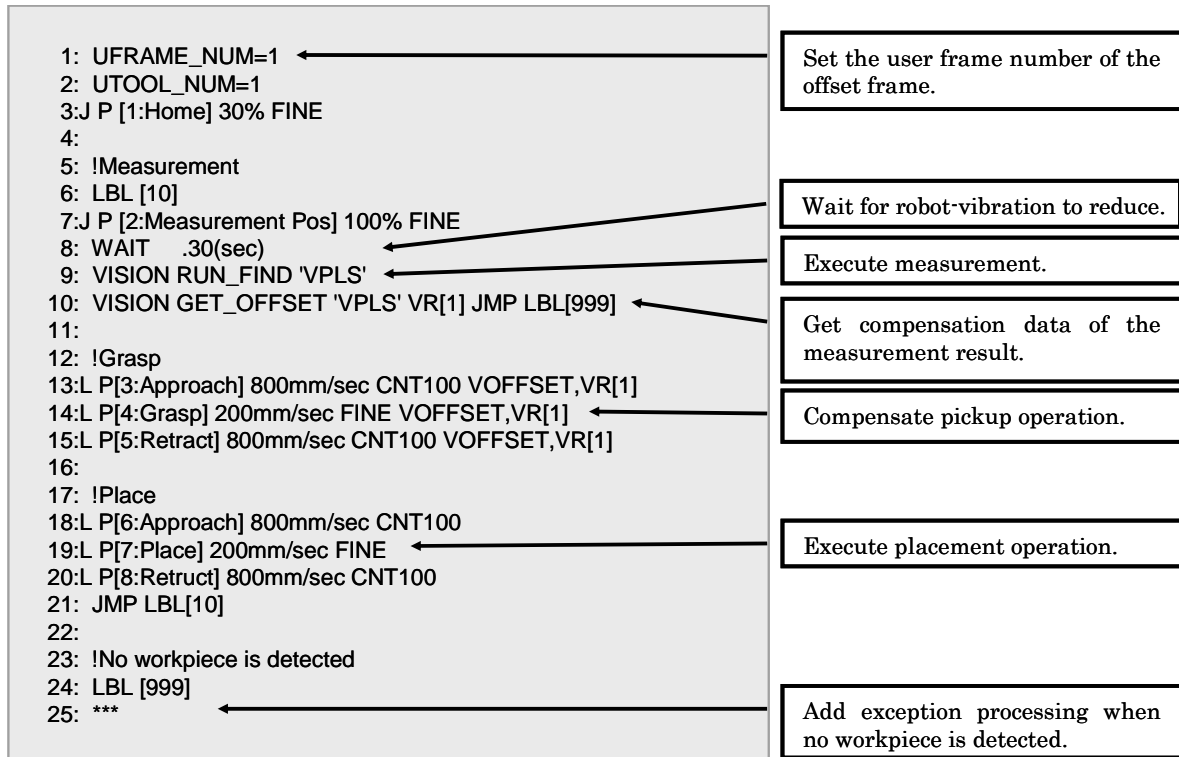 1: UFRAME_NUM=1
2: UTOOL_NUM=1
3:J P [1:Home] 30% FINE
4:
5: !Measurement
6: LBL [10]
7:J P [2:Measurement Pos] 100% FINE
8: WAIT .30(sec)
9: VISION RUN_FIND 'VPLS'
10: VISION GET_OFFSET 'VPLS' VR[1] JMP LBL[999]
11:
12: !Grasp
13:L P[3:Approach] 800mm/sec CNT100 VOFFSET,VR[1]
14:L P[4:Grasp] 200mm/sec FINE VOFFSET,VR[1]
15:L P[5:Retract] 800mm/sec CNT100 VOFFSET,VR[1]
16:
17: !Place
18:L P[6:Approach] 800mm/sec CNT100
19:L P[7:Place] 200mm/sec FINE
20:L P[8:Retruct] 800mm/sec CNT100
21: JMP LBL[10]
22:
23: !No workpiece is detected
24: LBL [999]
25: ***
Set the user frame number of the
offset frame.
Wait for robot-vibration to reduce.
Execute measurement.
Get compensation data of the
measurement result.
Compensate pickup operation.
Execute placement operation.
Add exception processing when
no workpiece is detected.